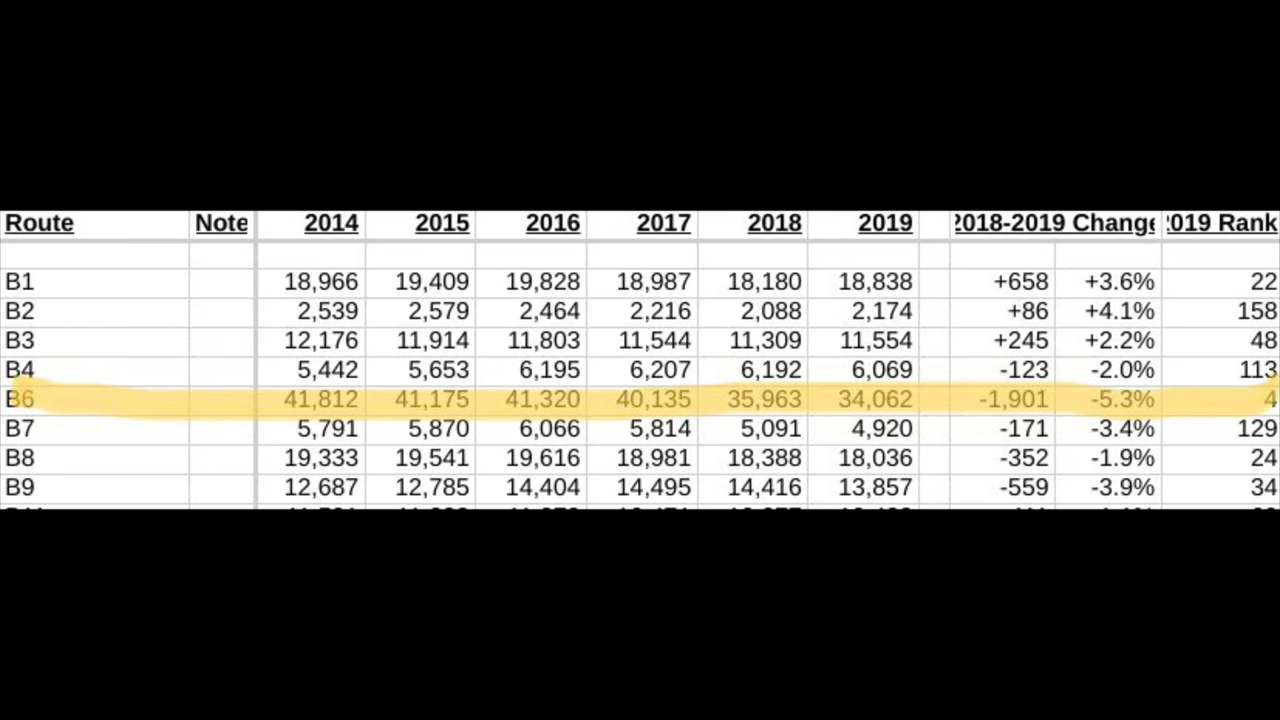 Route Note 2014 2015 2016 2017 2018 2019 2018-2019 Change 2019 Rank
B1 18,966 19,409 19,828 18,987 18,180 18,838 +658 +3.6% 22
B2 2,539 2,579 2,464 2,216 2,088 2,174 +86 +4.1% 158
B3 12,176 11,914 11,803 11,544 11,309 11,554 +245 +2.2% 48
B4 5,442 5,653 6,195 6,207 6,192 6,069 -123 -2.0% 113
B6 41,812 41,175 41,320 40,135 35,963 34,062 -1,901 -5.3% 4
B7 5,791 5,870 6,066 5,814 5,091 4,920 -171 -3.4% 129
B8 19,333 19,541 19,616 18,981 18,388 18,036 -352 -1.9% 24
B9 12,687 12,785 14,404 14,495 14,416 13,857 -559 -3.9% 34